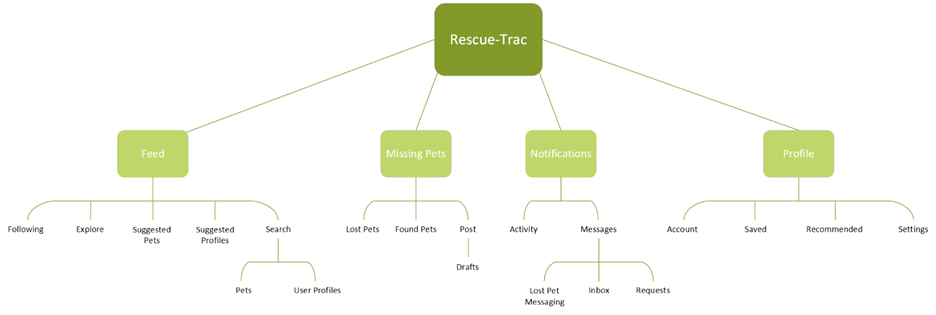 Rescue-Trac
Feed
Missing Pets
Notifications
Profile
Following
Explore
Suggested
Pets
Suggested
Profiles
Search
Lost Pets
Found Pets
Post
Activity
Messages
Account
Saved
Recommended
Settings
Drafts
Pets
User Profiles
Lost Pet
Messaging
Inbox
Requests